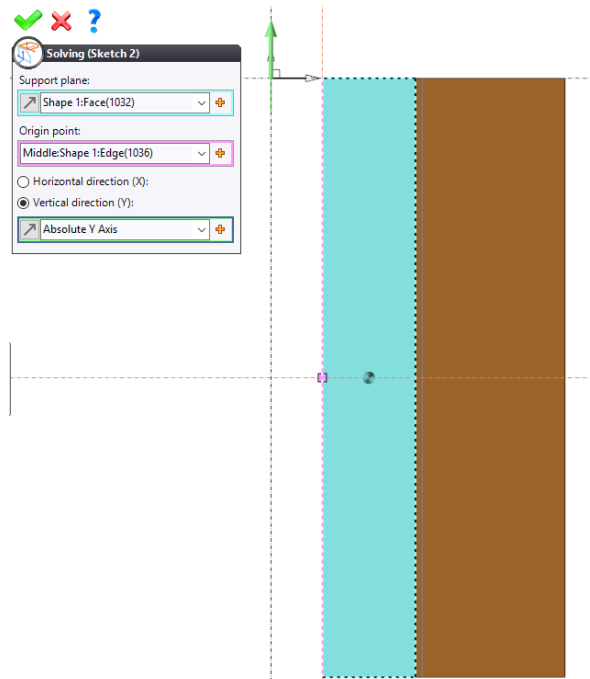 ?
Solving (Sketch 2)
Support plane:
Shape 1:Face(1032)
Origin point:
Middle:Shape 1:Edge(1036)
Horizontal direction (X):
Vertical direction (Y):
Absolute Y Axis